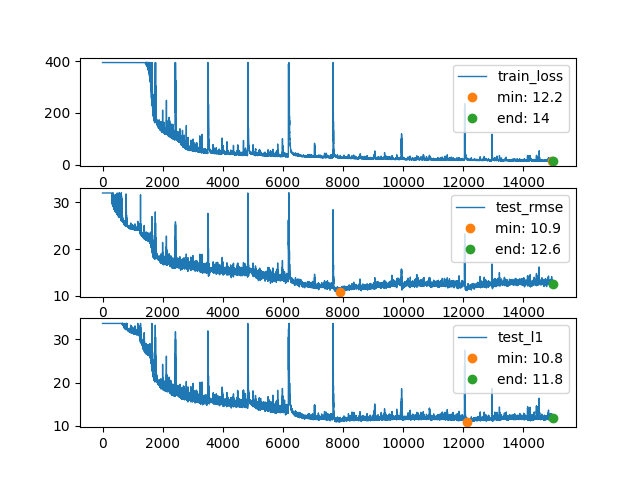 400
200
0
train_loss
min: 12.2
end: 14
0 2000 4000 6000 8000 10000 12000 14000
30
20
10
test_rmse
min: 10.9
end: 12.6
0 2000 4000 6000 8000 10000 12000 14000
30
20
10
test_l1
min: 10.8
end: 11.8
0 2000 4000 6000 8000 10000 12000 14000